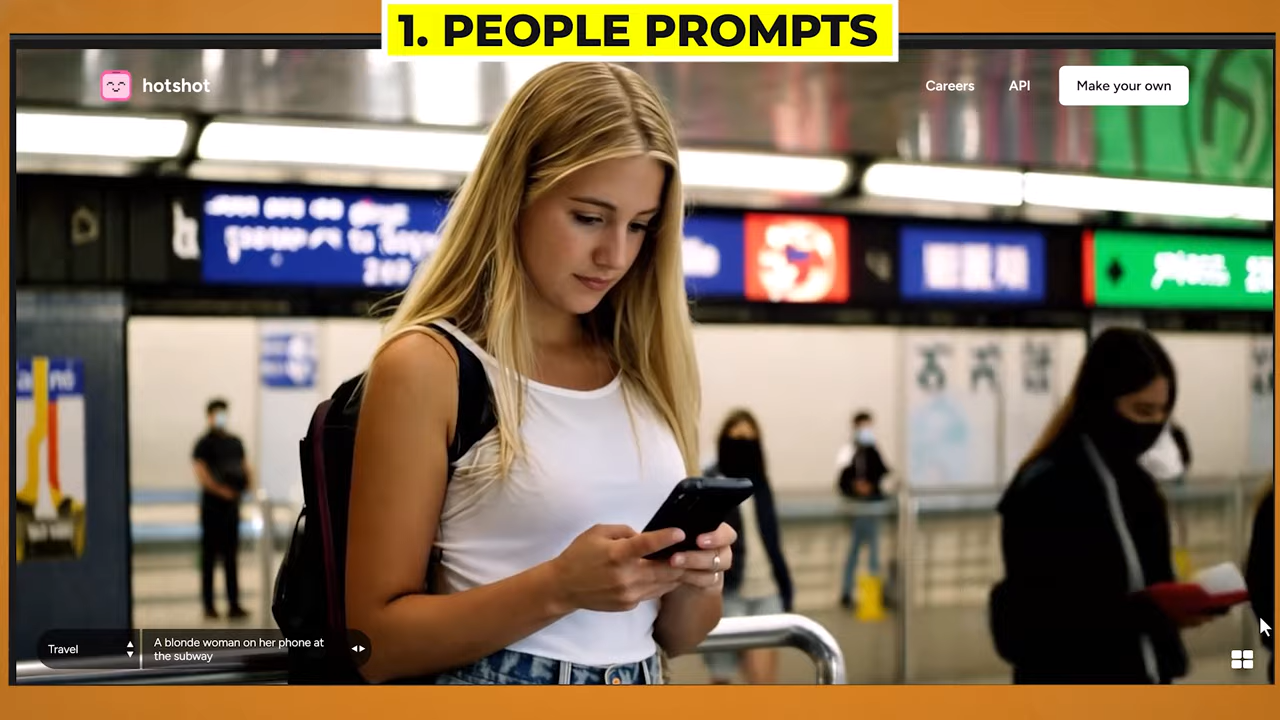 1. PEOPLE PROMPTS
hotshot
Careers
API
Make your own
Travel
A blonde woman on her phone at
the subway